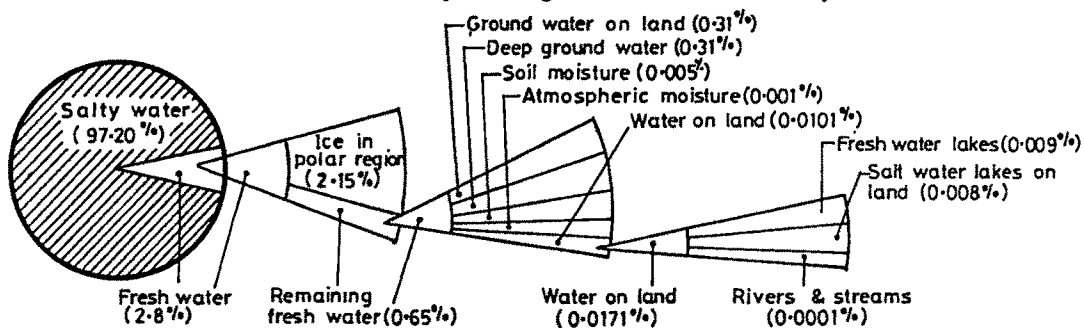 Ground water on land (0·31%)
Deep ground water (0·31%)
Soil moisture (0·005%)
Atmospheric moisture (0·001%)
Water on land (0·0101%)
Fresh water lakes (0·009%)
Salt water lakes on
land (0·008%)
Salty water
(97·20%)
Ice in
polar region
(2·15%)
Fresh water
(2·8%)
Remaining
fresh water (0·65%)
Water on land
(0·0171%)
Rivers & streams
(0·0001%)